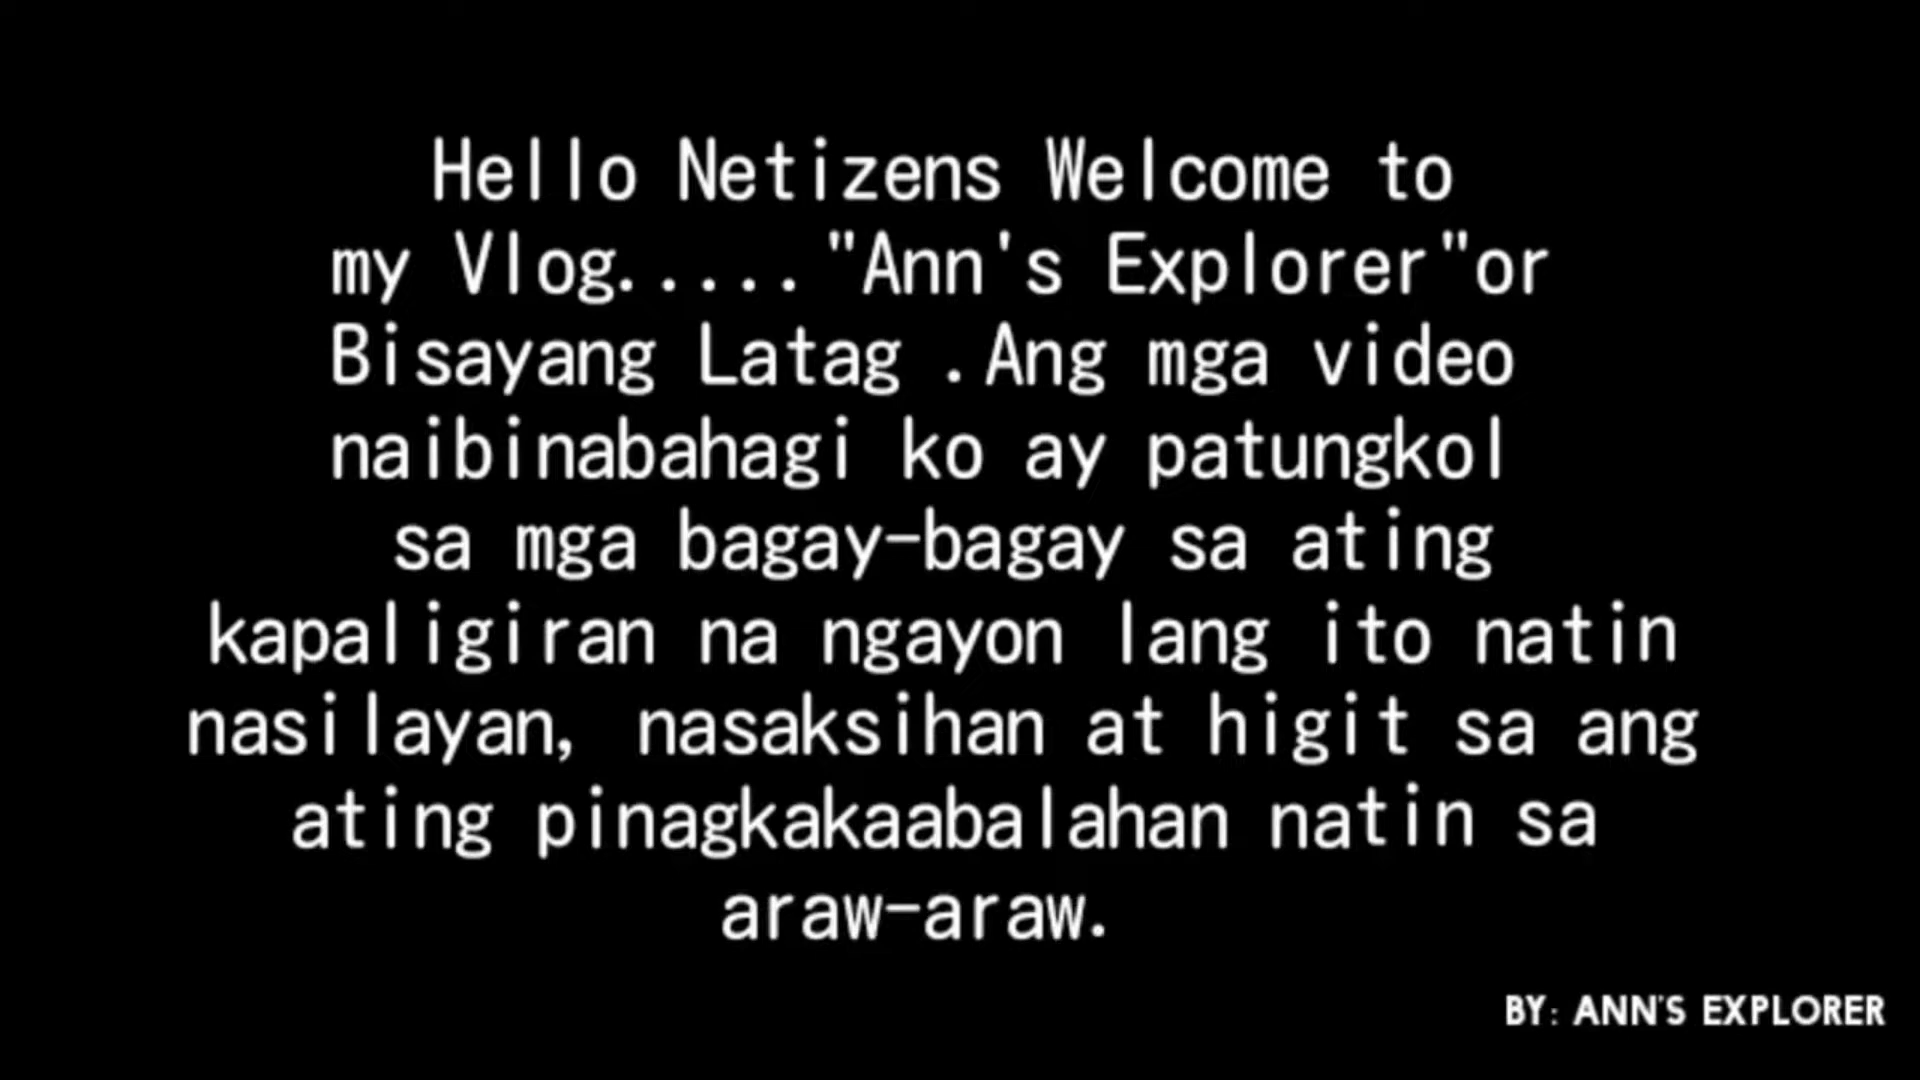 Hello Netizens Welcome to
my Vlog....."Ann's Explorer"or
Bisayang Latag .Ang mga video
naibinabahagi ko ay patungkol
sa mga bagay-bagay sa ating
kapaligiran na ngayon lang ito natin
nasilayan, nasaksihan at higit sa ang
ating pinagkakaabalahan natin sa
araw-araw.
BY: ANN'S EXPLORER